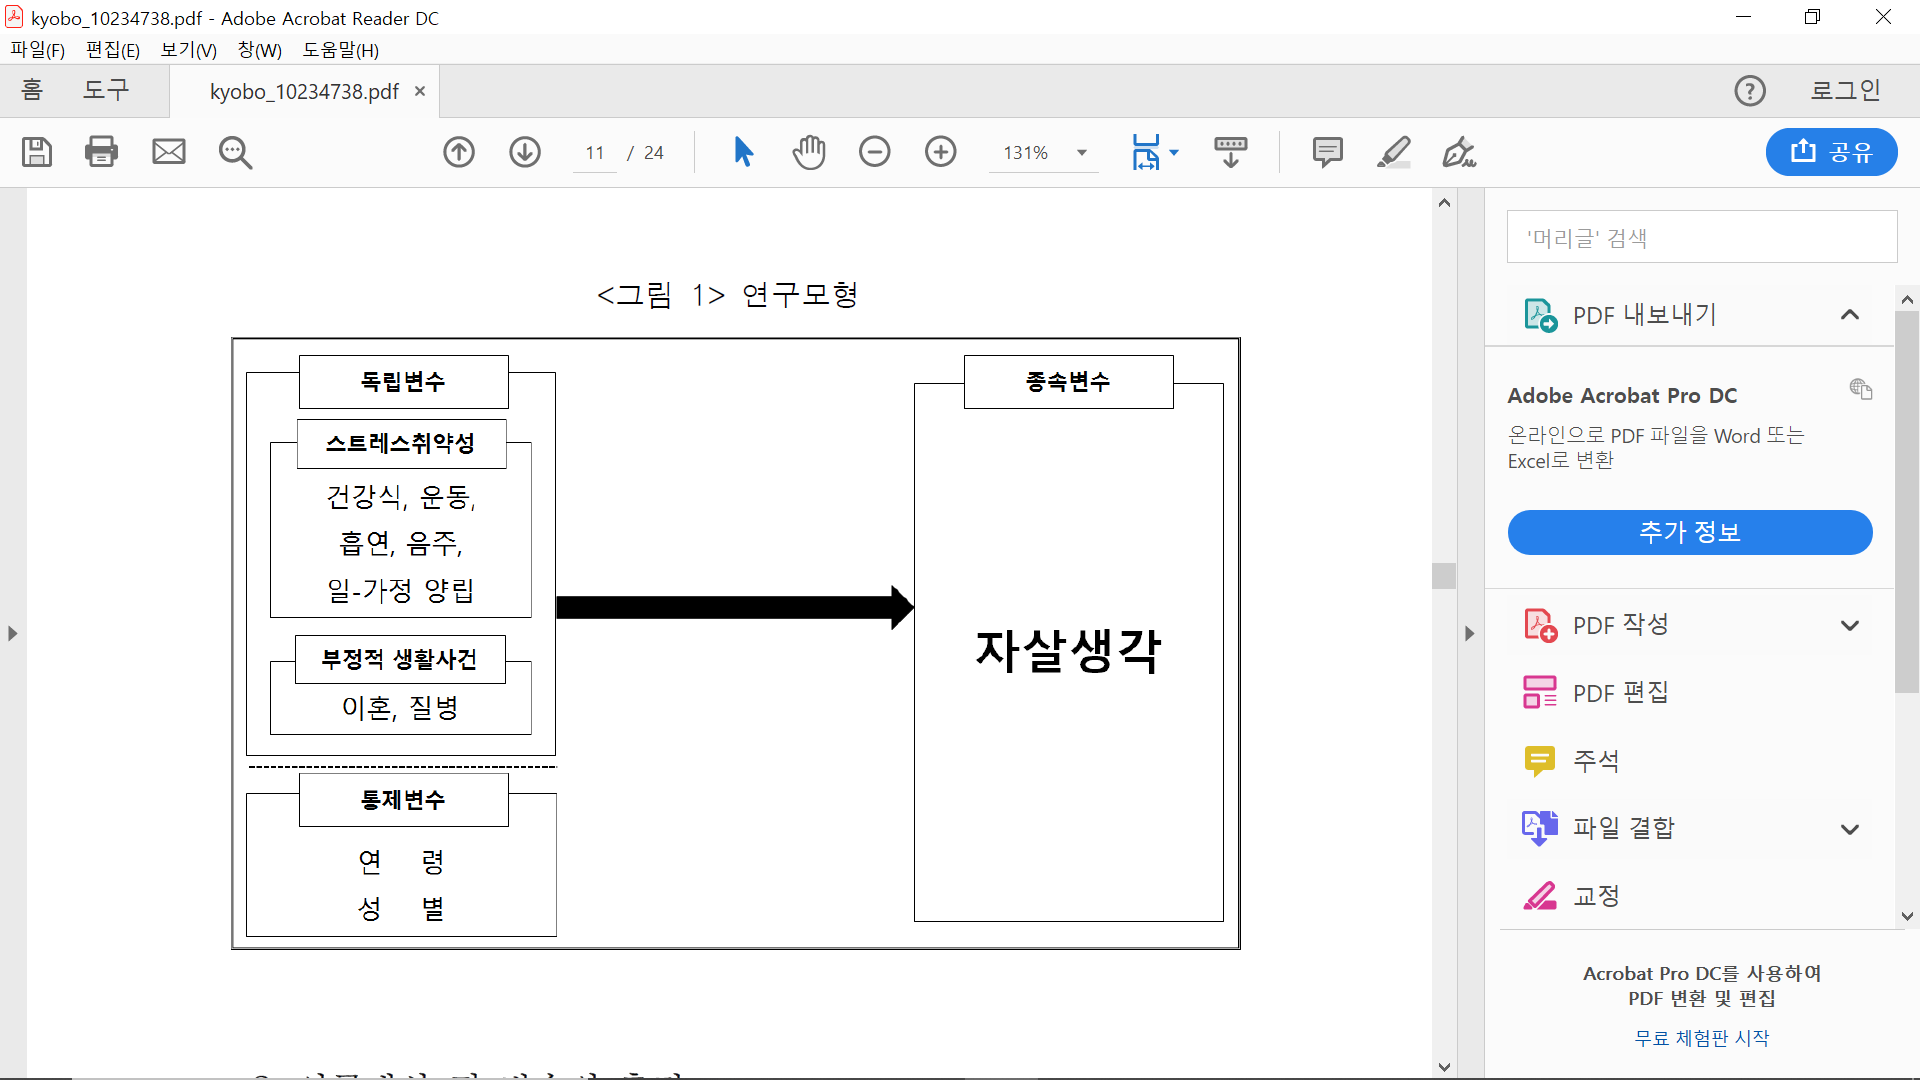 kyobo_10234738.pdf - Adobe Acrobat Reader DC
파일(F) 편집(E) 보기(V) 창(W) 도움말(H)
홈 도구 kyobo_10234738.pdf × ? 로그인
11 / 24 131% 공유
<그림 1> 연구모형
독립변수
스트레스취약성
건강식, 운동,
흡연, 음주,
일-가정 양립
부정적 생활사건
이혼, 질병
통제변수
연 령
성 별
종속변수
자살생각
'머리글' 검색
PDF 내보내기
Adobe Acrobat Pro DC
온라인으로 PDF 파일을 Word 또는
Excel로 변환
추가 정보
PDF 작성
PDF 편집
주석
파일 결합
교정
Acrobat Pro DC를 사용하여
PDF 변환 및 편집
무료 체험판 시작